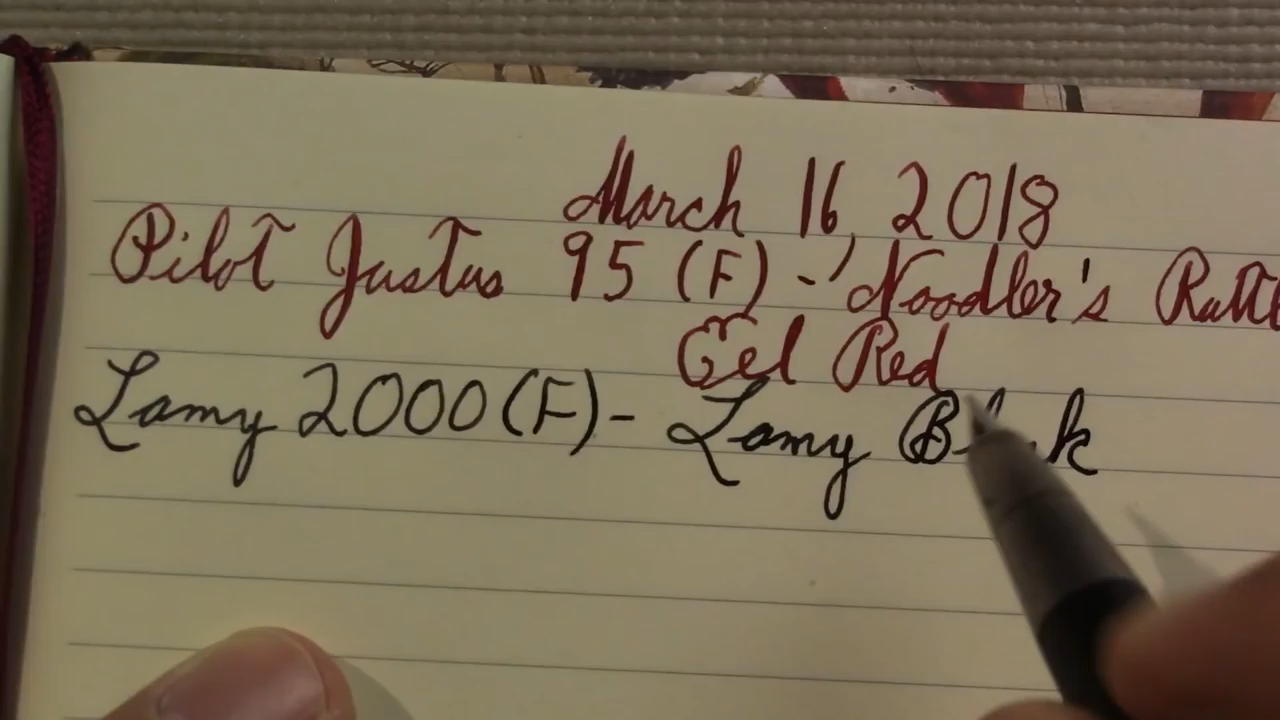 March 16, 2018
Pilot Justus 95 (F) - Noodler's
Eel Red
Lamy 2000 (F) - Lamy